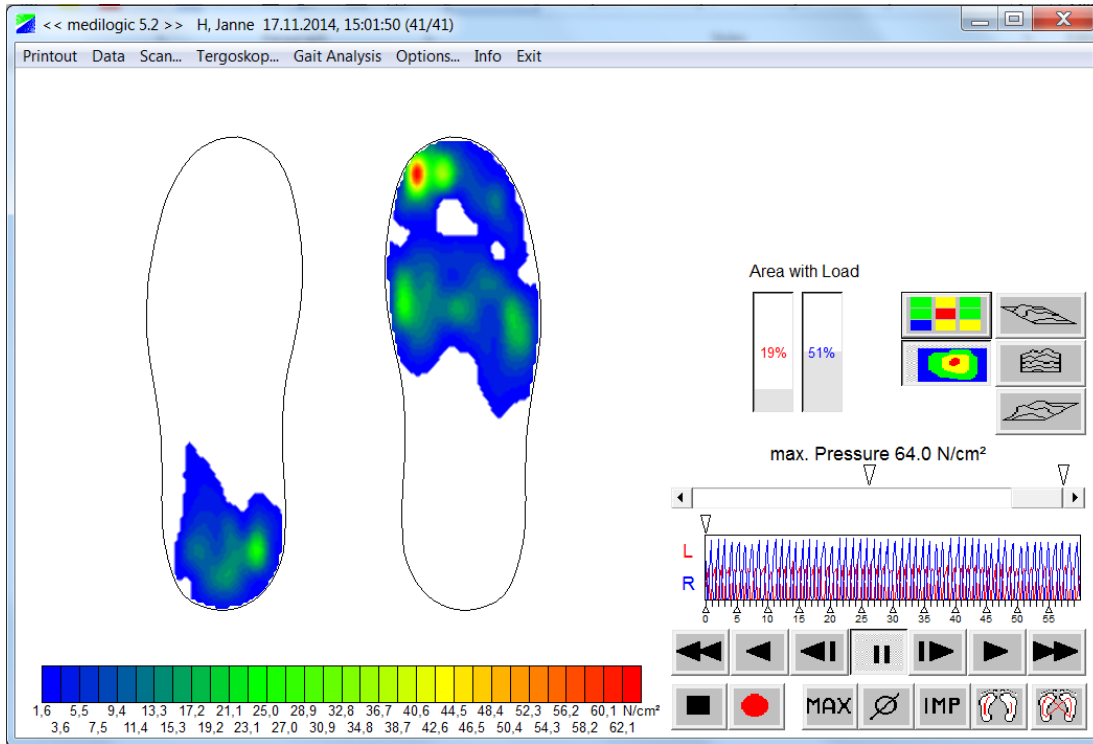 << medilogic 5.2 >> H, Janne 17.11.2014, 15:01:50 (41/41)
Printout Data Scan... Tergoskop... Gait Analysis Options... Info Exit
Area with Load
19% 51%
max. Pressure 64.0 N/cm²
L
R
0 5 10 15 20 25 30 35 40 45 50 55
MAX Ø IMP
1,6 5,5 9,4 13,3 17,2 21,1 25,0 28,9 32,8 36,7 40,6 44,5 48,4 52,3 56,2 60,1 N/cm²
3,6 7,5 11,4 15,3 19,2 23,1 27,0 30,9 34,8 38,7 42,6 46,5 50,4 54,3 58,2 62,1